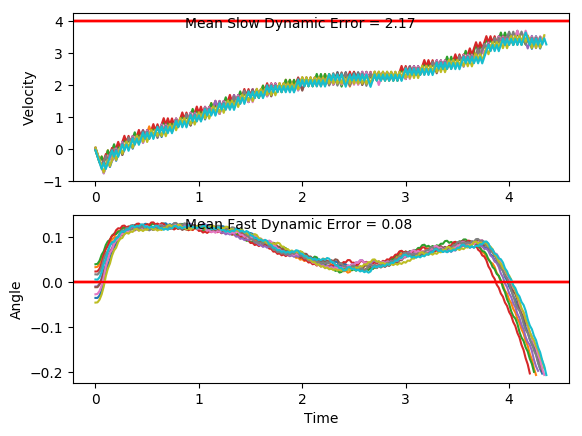 4
3
2
1
0
−1
Velocity
Mean Slow Dynamic Error = 2.17
0 1 2 3 4
0.1
0.0
−0.1
−0.2
Angle
Mean Fast Dynamic Error = 0.08
0 1 2 3 4
Time